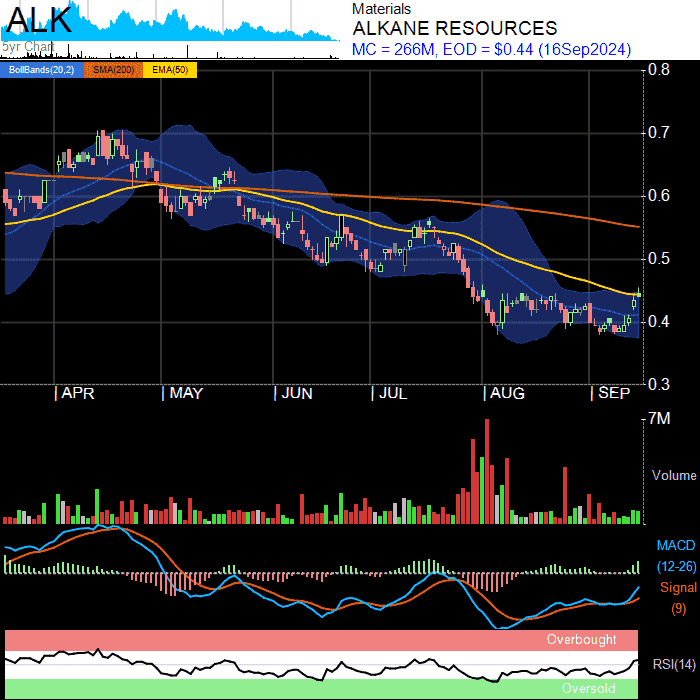 ALK
5yr Chart
Materials
ALKANE RESOURCES
MC = 266M, EOD = $0.44 (16Sep2024)
BollBands(20,2) SMA(200) EMA(50)
0.8
0.7
0.6
0.5
0.4
0.3
APR MAY JUN JUL AUG SEP
7M
Volume
MACD
(12-26)
Signal
(9)
Overbought
RSI(14)
Oversold